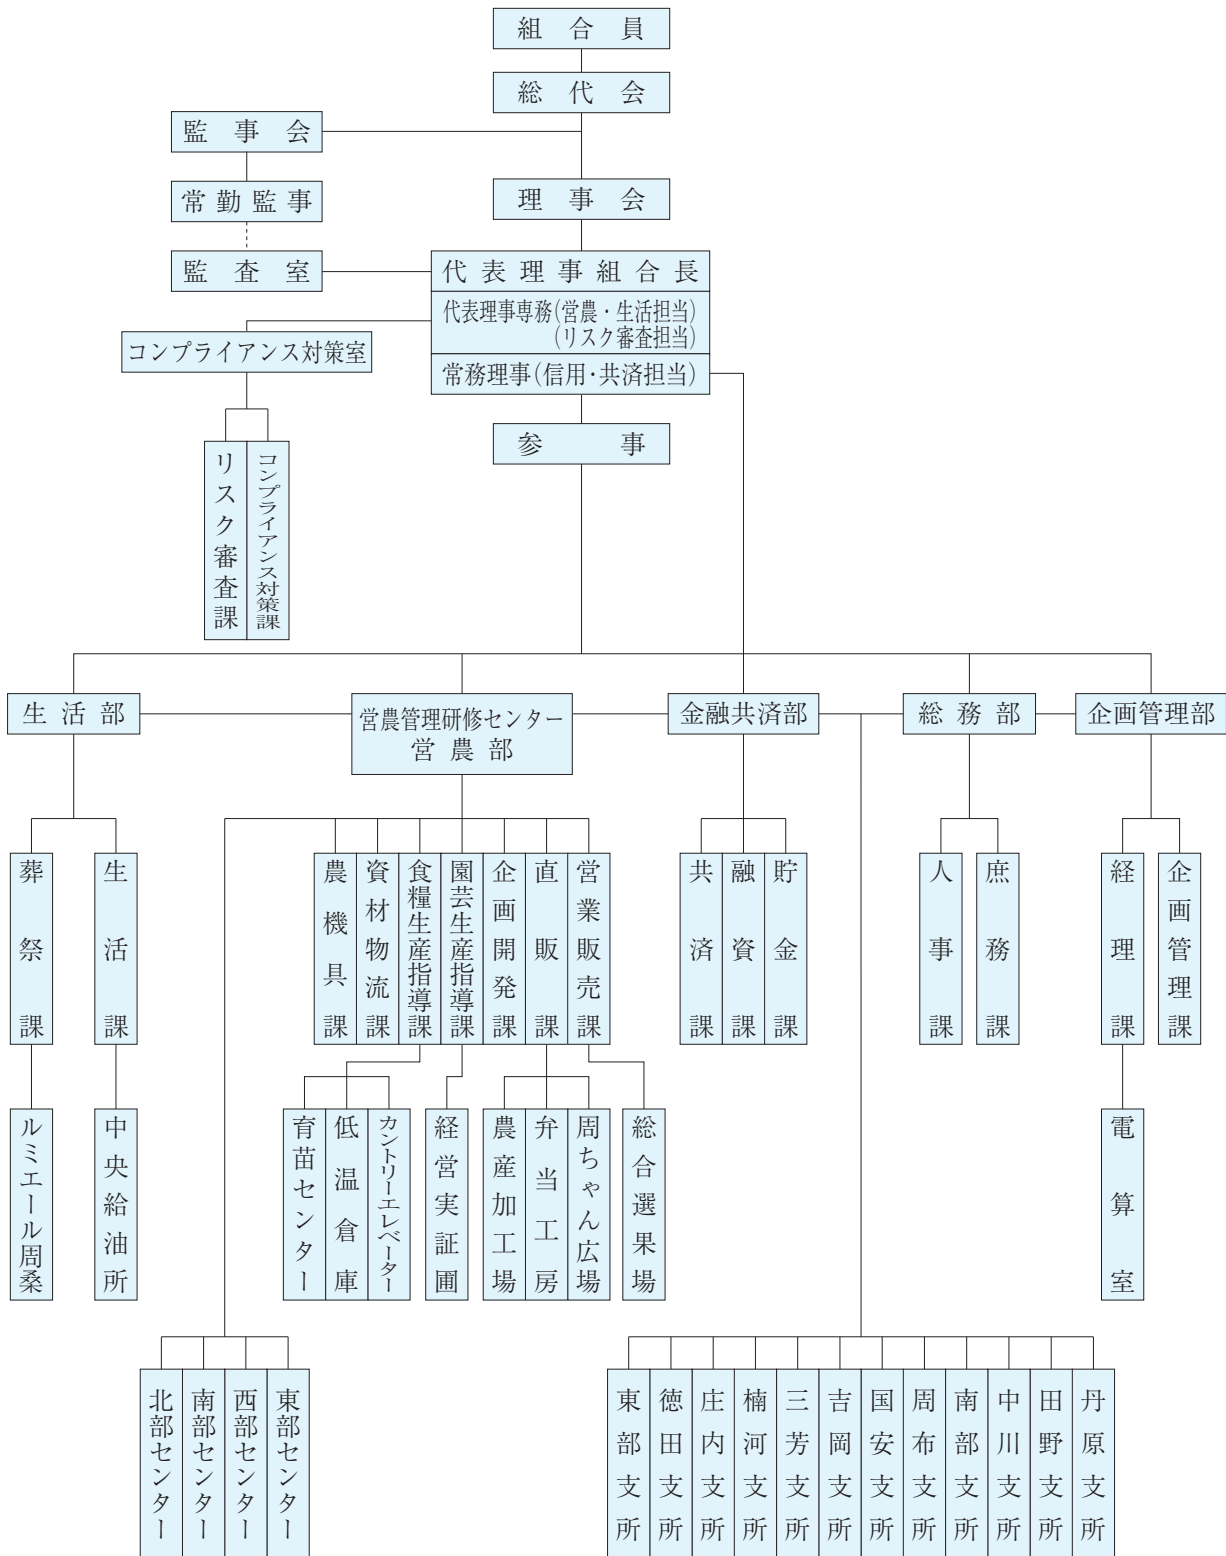 組合員
総代会
監事会
常勤監事
理事会
監査室
代表理事組合長
代表理事専務(営農・生活担当)
(リスク審査担当)
コンプライアンス対策室
常務理事(信用・共済担当)
参事
リスク審査課
コンプライアンス対策課
生活部
営農管理研修センター
営農部
金融共済部
総務部
企画管理部
葬祭課
生活課
農機具課
資材物流課
食糧生産指導課
園芸生産指導課
企画開発課
直販課
営業販売課
共済課
融資課
貯金課
人事課
庶務課
経理課
企画管理課
ルミエール周桑
中央給油所
育苗センター
低温倉庫
カントリーエレベーター
経営実証圃
農産加工場
弁当工房
周ちゃん広場
総合選果場
電算室
北部センター
南部センター
西部センター
東部センター
東部支所
徳田支所
庄内支所
楠河支所
三芳支所
吉岡支所
国安支所
周布支所
南部支所
中川支所
田野支所
丹原支所